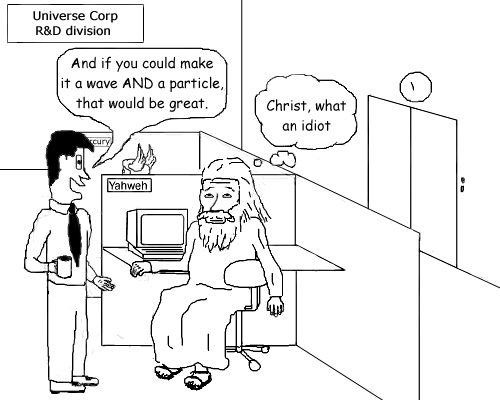 Universe Corp
R&D division
And if you could make
it a wave AND a particle,
that would be great.
Christ, what
an idiot
Yahweh